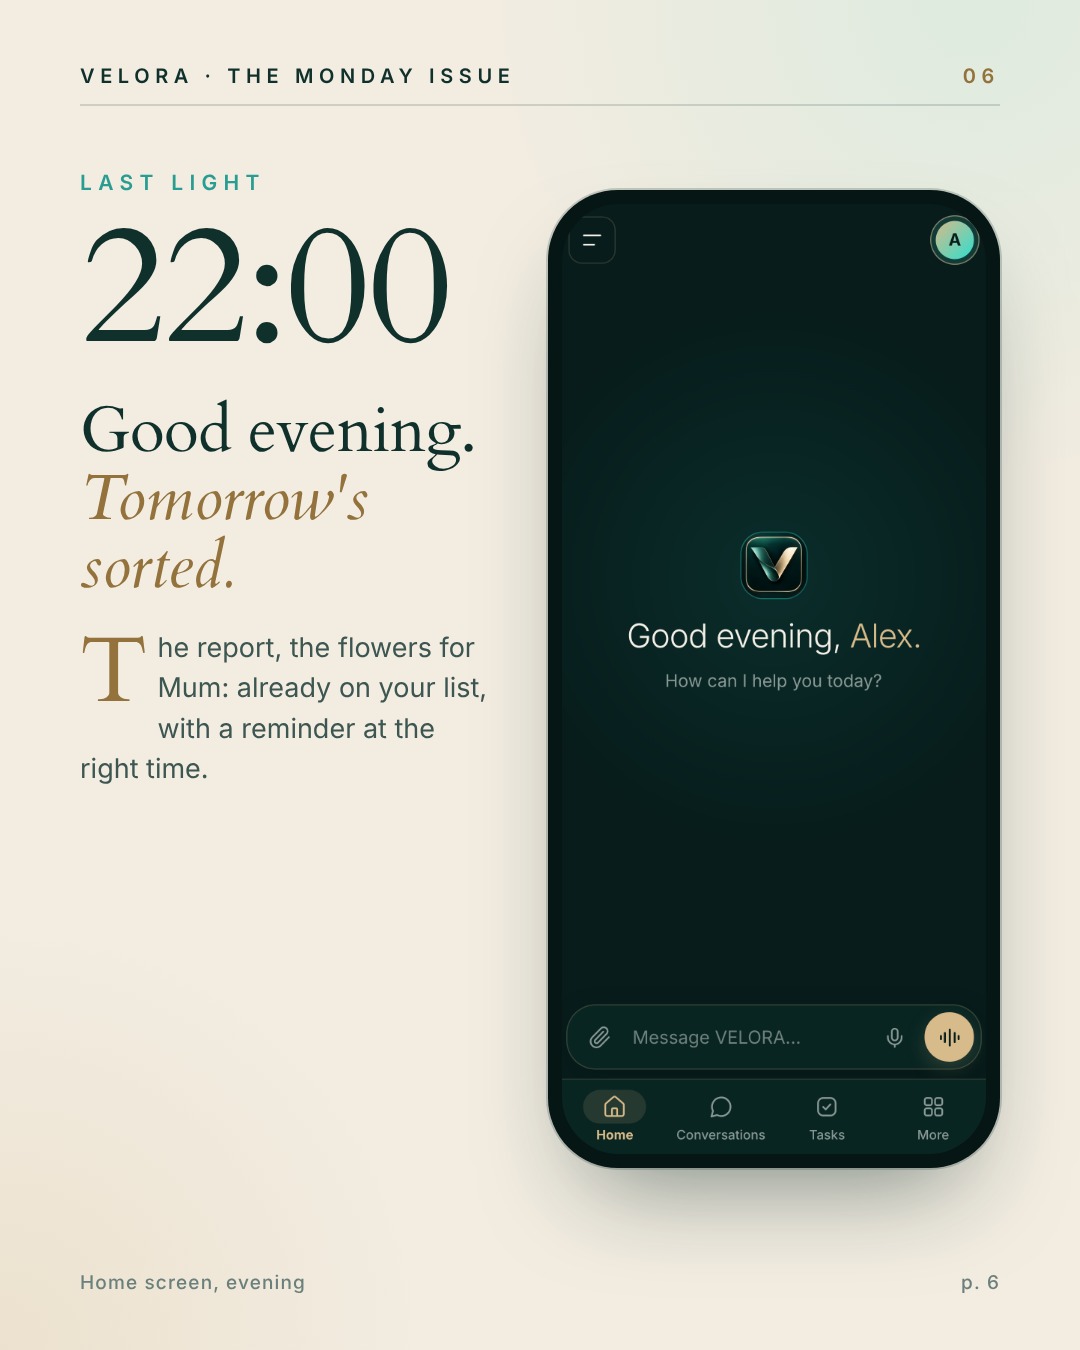 VELORA · THE MONDAY ISSUE
06
LAST LIGHT
22:00
Good evening.
Tomorrow's
sorted.
The report, the flowers for
Mum: already on your list,
with a reminder at the
right time.
A
V
Good evening, Alex.
How can I help you today?
Message VELORA...
Home
Conversations
Tasks
More
Home screen, evening
p. 6